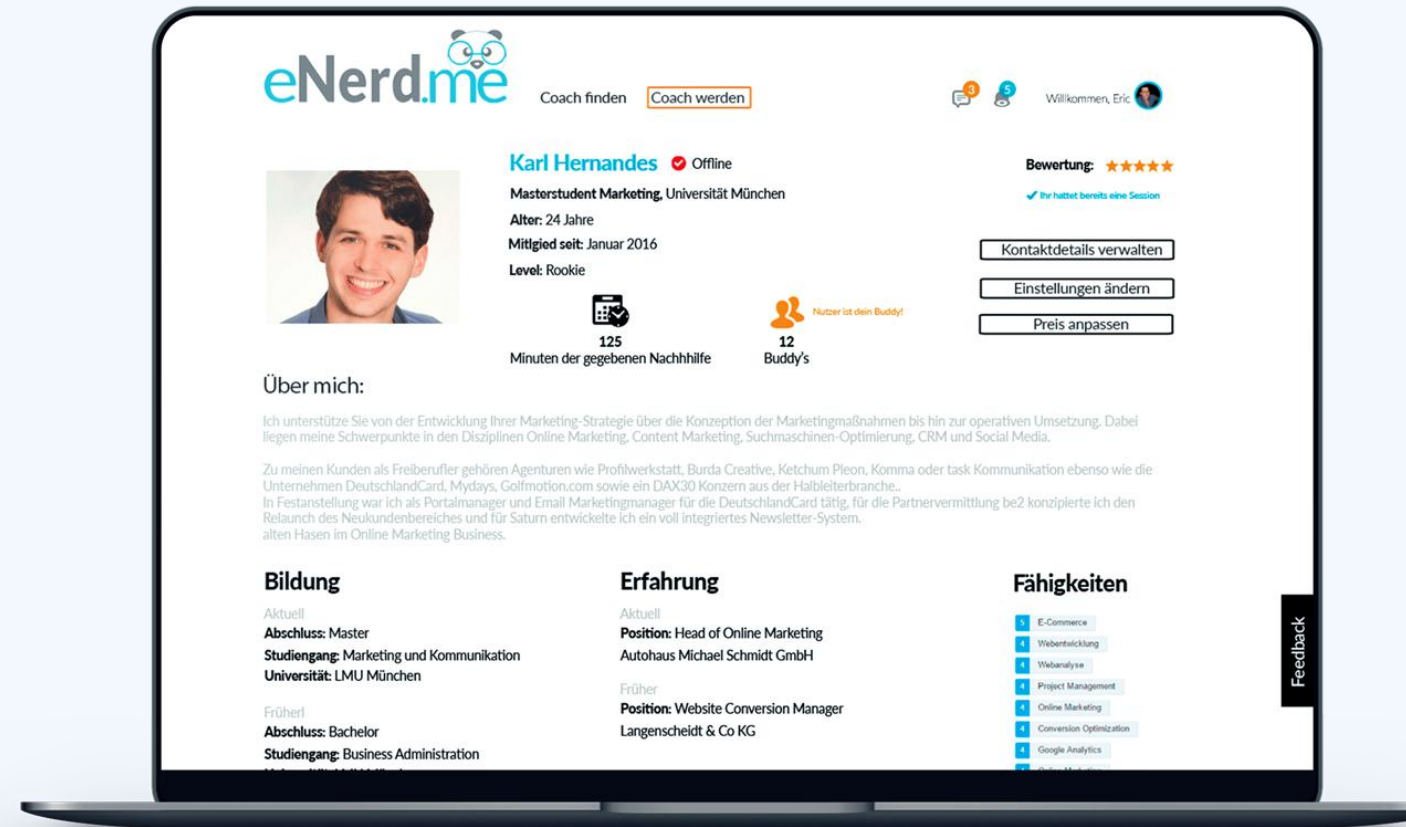 eNerd.me
Coach finden
Coach werden
3
5
Willkommen, Eric
Karl Hernandes
Offline
Masterstudent Marketing, Universität München
Alter: 24 Jahre
Mitlgied seit: Januar 2016
Level: Rookie
Bewertung:
Ihr hattet bereits eine Session
Kontaktdetails verwalten
Einstellungen ändern
Preis anpassen
125
Minuten der gegebenen Nachhhilfe
Nutzer ist dein Buddy!
12
Buddy's
Über mich:
Ich unterstütze Sie von der Entwicklung Ihrer Marketing-Strategie über die Konzeption der Marketingmaßnahmen bis hin zur operativen Umsetzung. Dabei
liegen meine Schwerpunkte in den Disziplinen Online Marketing, Content Marketing, Suchmaschinen-Optimierung, CRM und Social Media.
Zu meinen Kunden als Freiberufler gehören Agenturen wie Profilwerkstatt, Burda Creative, Ketchum Pleon, Komma oder task Kommunikation ebenso wie die
Unternehmen DeutschlandCard, Mydays, Golfmotion.com sowie ein DAX30 Konzern aus der Halbleiterbranche..
In Festanstellung war ich als Portalmanager und Email Marketingmanager für die DeutschlandCard tätig, für die Partnervermittlung be2 konzipierte ich den
Relaunch des Neukundenbereiches und für Saturn entwickelte ich ein voll integriertes Newsletter-System.
alten Hasen im Online Marketing Business.
Bildung
Aktuell
Abschluss: Master
Studiengang: Marketing und Kommunikation
Universität: LMU München
Früherl
Abschluss: Bachelor
Studiengang: Business Administration
Erfahrung
Aktuell
Position: Head of Online Marketing
Autohaus Michael Schmidt GmbH
Früher
Position: Website Conversion Manager
Langenscheidt & Co KG
Fähigkeiten
5 E-Commerce
4 Webentwicklung
4 Webanalyse
4 Project Management
4 Online Marketing
4 Conversion Optimization
4 Google Analytics
Feedback